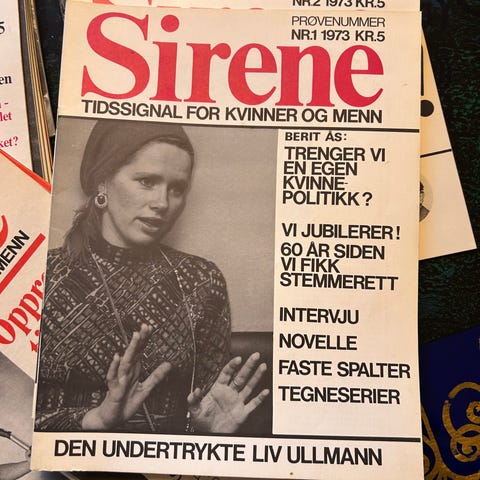 NR.2 1973 KR.5
PRØVENUMMER
NR.1 1973 KR.5
Sirene
TIDSSIGNAL FOR KVINNER OG MENN
BERIT ÅS:
TRENGER VI
EN EGEN
KVINNE-
POLITIKK?
VI JUBILERER!
60 ÅR SIDEN
VI FIKK
STEMMERETT
INTERVJU
NOVELLE
FASTE SPALTER
TEGNESERIER
DEN UNDERTRYKTE LIV ULLMANN
MENN